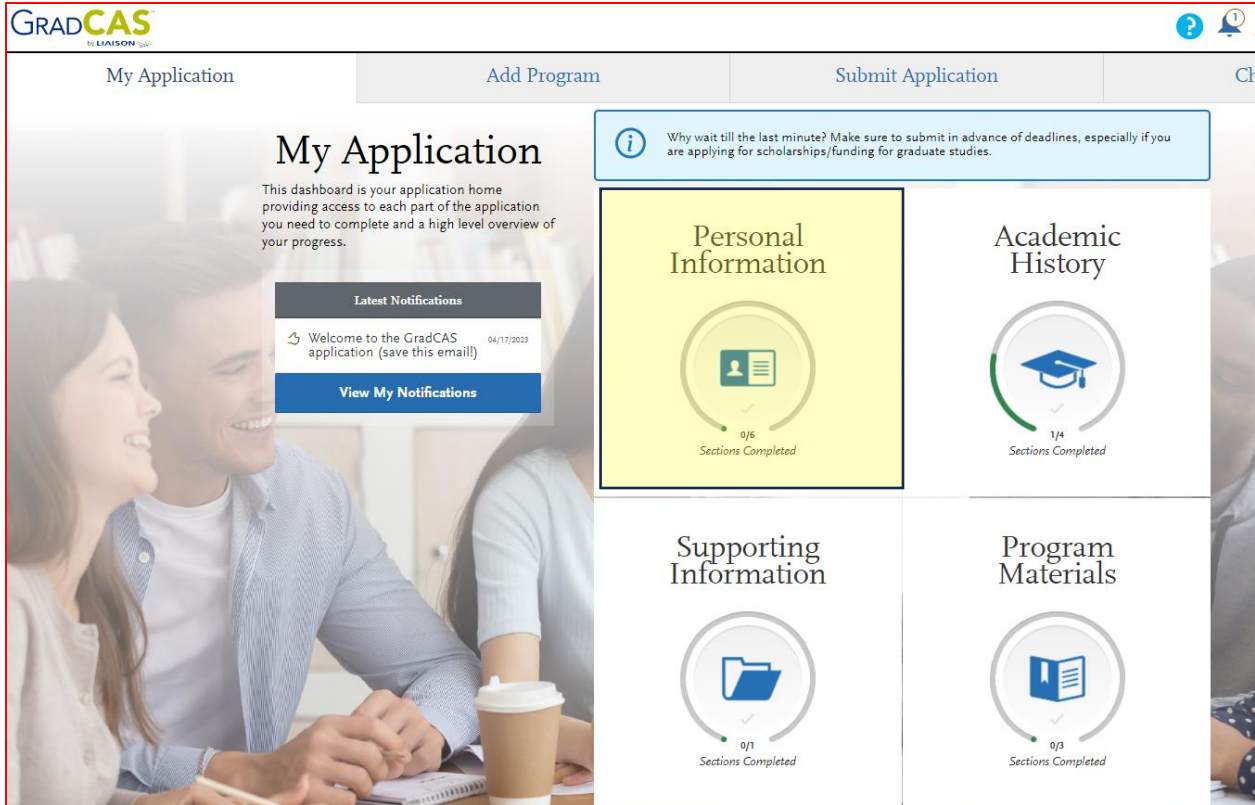 GRADCAS
by LIAISON
1
My Application
Add Program
Submit Application
Ch
My Application
This dashboard is your application home
providing access to each part of the application
you need to complete and a high level overview of
your progress.
Latest Notifications
Welcome to the GradCAS
04/17/2023
application (save this email!)
View My Notifications
Why wait till the last minute? Make sure to submit in advance of deadlines, especially if you
are applying for scholarships/funding for graduate studies.
Personal
Information
0/6
Sections Completed
Academic
History
1/4
Sections Completed
Supporting
Information
0/1
Sections Completed
Program
Materials
0/3
Sections Completed